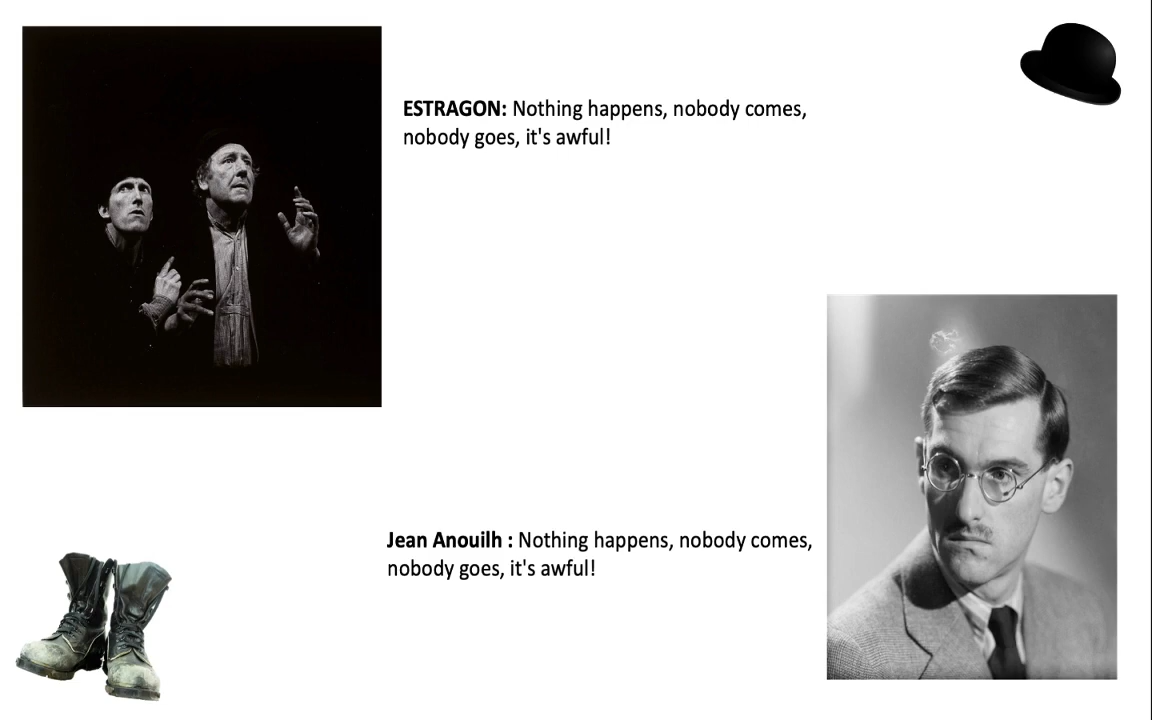 ESTRAGON: Nothing happens, nobody comes,
nobody goes, it's awful!
Jean Anouilh : Nothing happens, nobody comes,
nobody goes, it's awful!